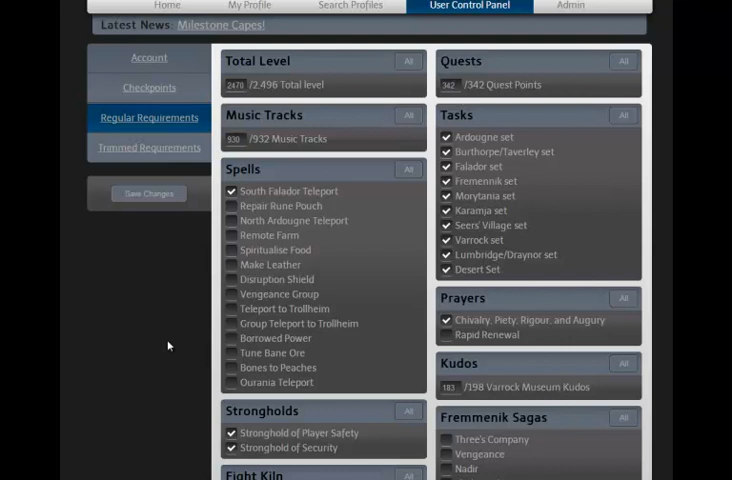 Home My Profile Search Profiles User Control Panel Admin
Latest News: Milestone Capes!
Account
Checkpoints
Regular Requirements
Trimmed Requirements
Save Changes
Total Level All
2470 /2,496 Total level
Music Tracks All
930 /932 Music Tracks
Spells All
South Falador Teleport
Repair Rune Pouch
North Ardougne Teleport
Remote Farm
Spiritualise Food
Make Leather
Disruption Shield
Vengeance Group
Teleport to Trollheim
Group Teleport to Trollheim
Borrowed Power
Tune Bane Ore
Bones to Peaches
Ourania Teleport
Strongholds All
Stronghold of Player Safety
Stronghold of Security
Fight Kiln All
Quests All
342 /342 Quest Points
Tasks All
Ardougne set
Burthorpe/Taverley set
Falador set
Fremennik set
Morytania set
Karamja set
Seers' Village set
Varrock set
Lumbridge/Draynor set
Desert Set
Prayers All
Chivalry, Piety, Rigour, and Augury
Rapid Renewal
Kudos All
183 /198 Varrock Museum Kudos
Fremmenik Sagas All
Three's Company
Vengeance
Nadir